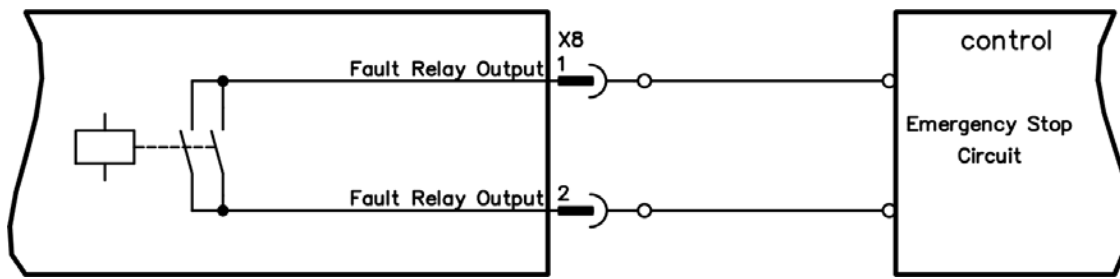 X8
control
Fault Relay Output 1
Emergency Stop
Circuit
Fault Relay Output 2